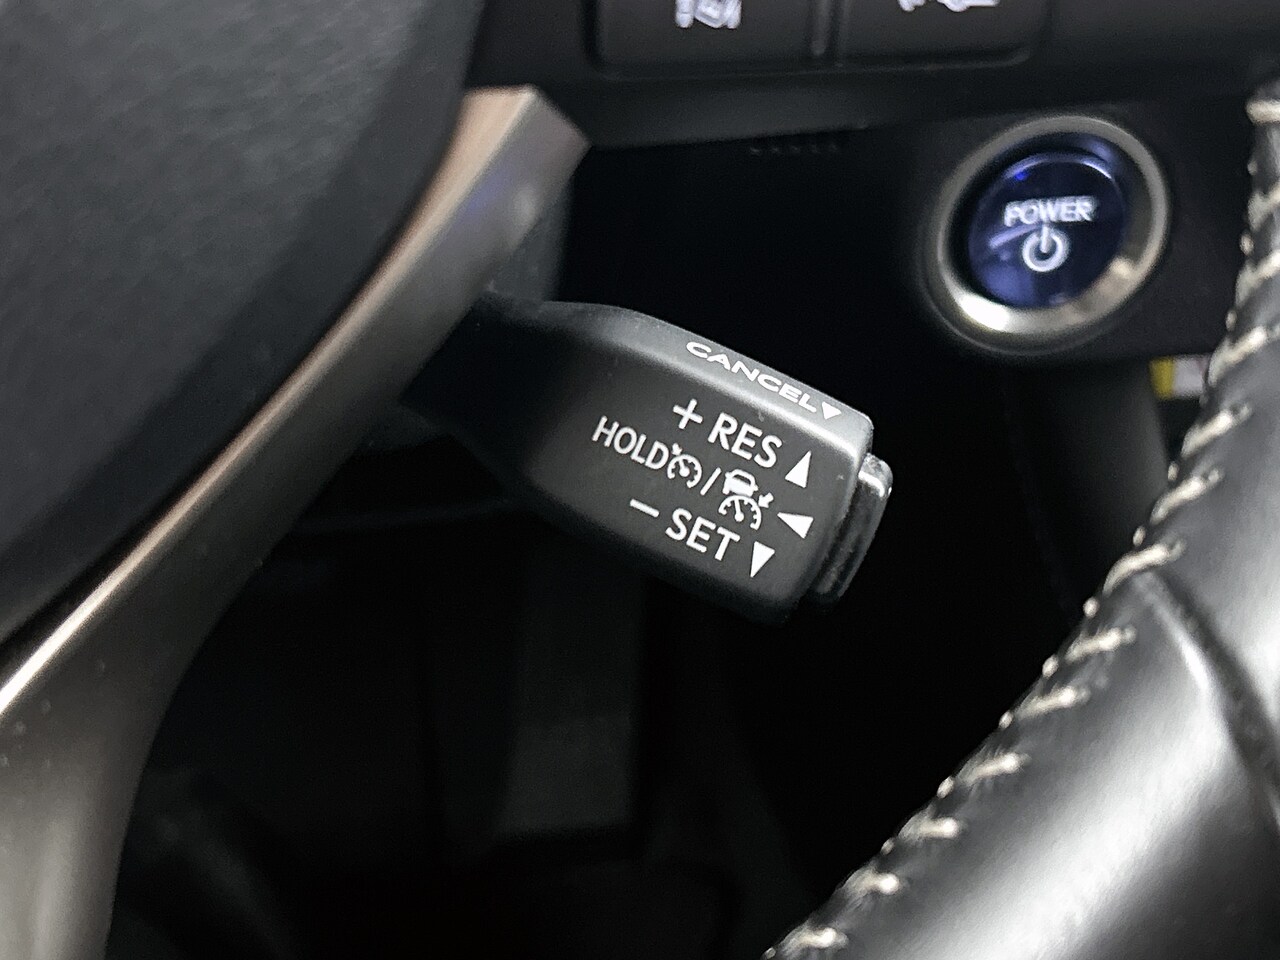 POWER
CANCEL▼
+ RES ▲
HOLD / ◀
− SET ▼